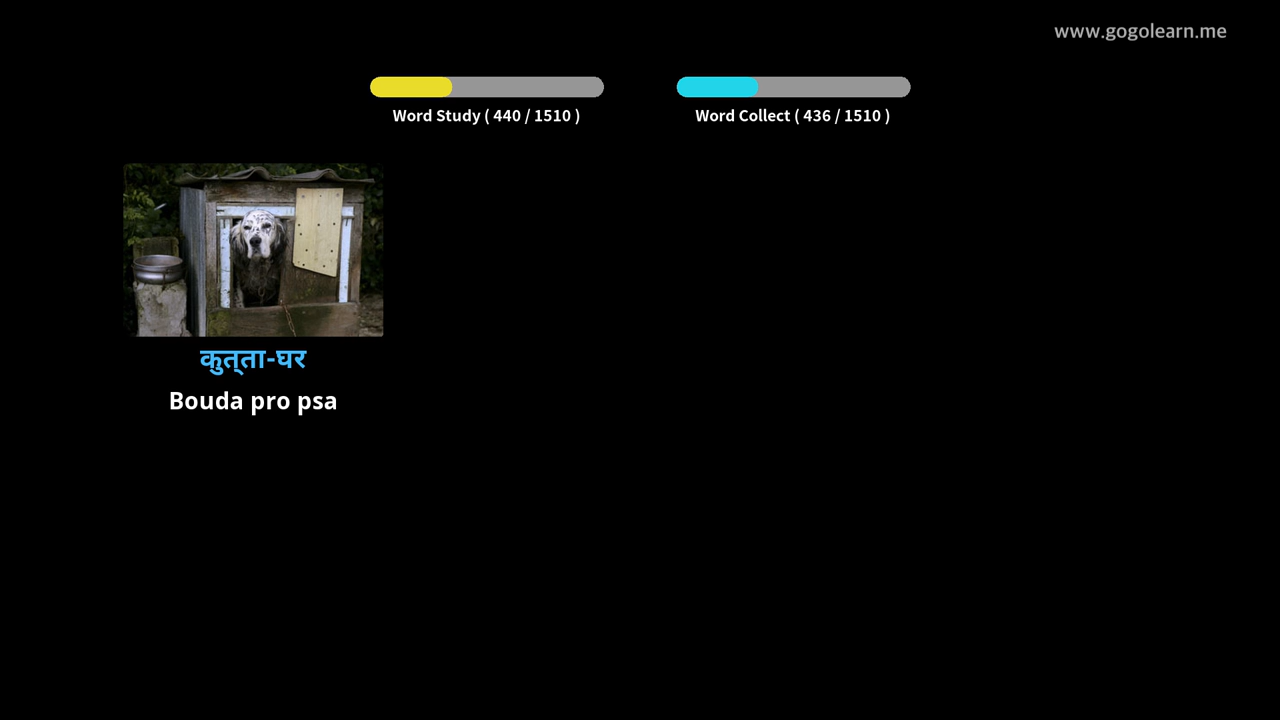 www.gogolearn.me
Word Study ( 440 / 1510 )
Word Collect ( 436 / 1510 )
कुत्ता-घर
Bouda pro psa